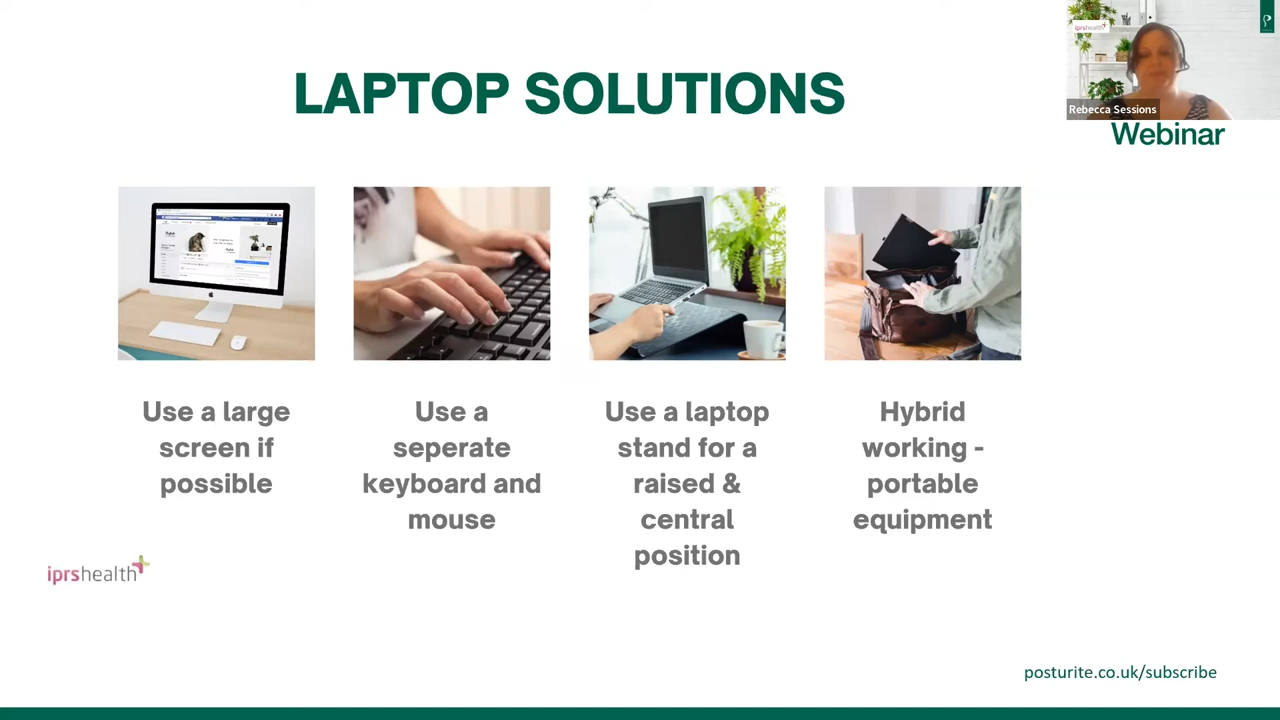 iprshealth
Rebecca Sessions
LAPTOP SOLUTIONS
Webinar
Use a large
screen if
possible
Use a
seperate
keyboard and
mouse
Use a laptop
stand for a
raised &
central
position
Hybrid
working -
portable
equipment
iprshealth
posturite.co.uk/subscribe